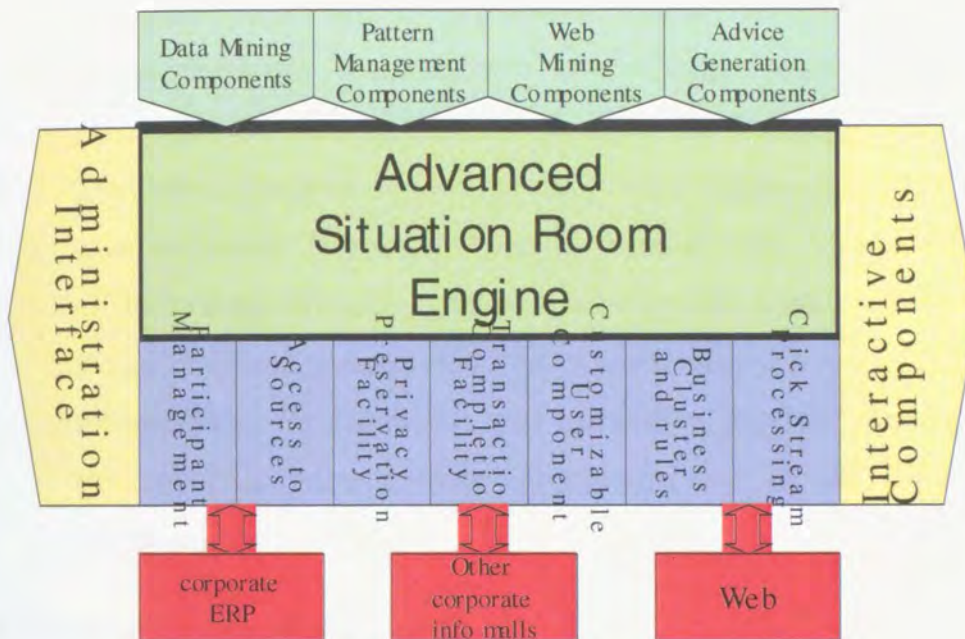 Data Mining
Components
Pattern
Management
Components
Web
Mining
Components
Advice
Generation
Components
Administration
Interface
Advanced
Situation Room
Engine
Interactive
Components
Participant
Management
Access to
Sources
Privacy
Preservation
Facility
Transactio
Completio
Facility
Customizable
User
Component
Business
Cluster
and rules
Click Stream
Processing
corporate
ERP
Other
corporate
info malls
Web